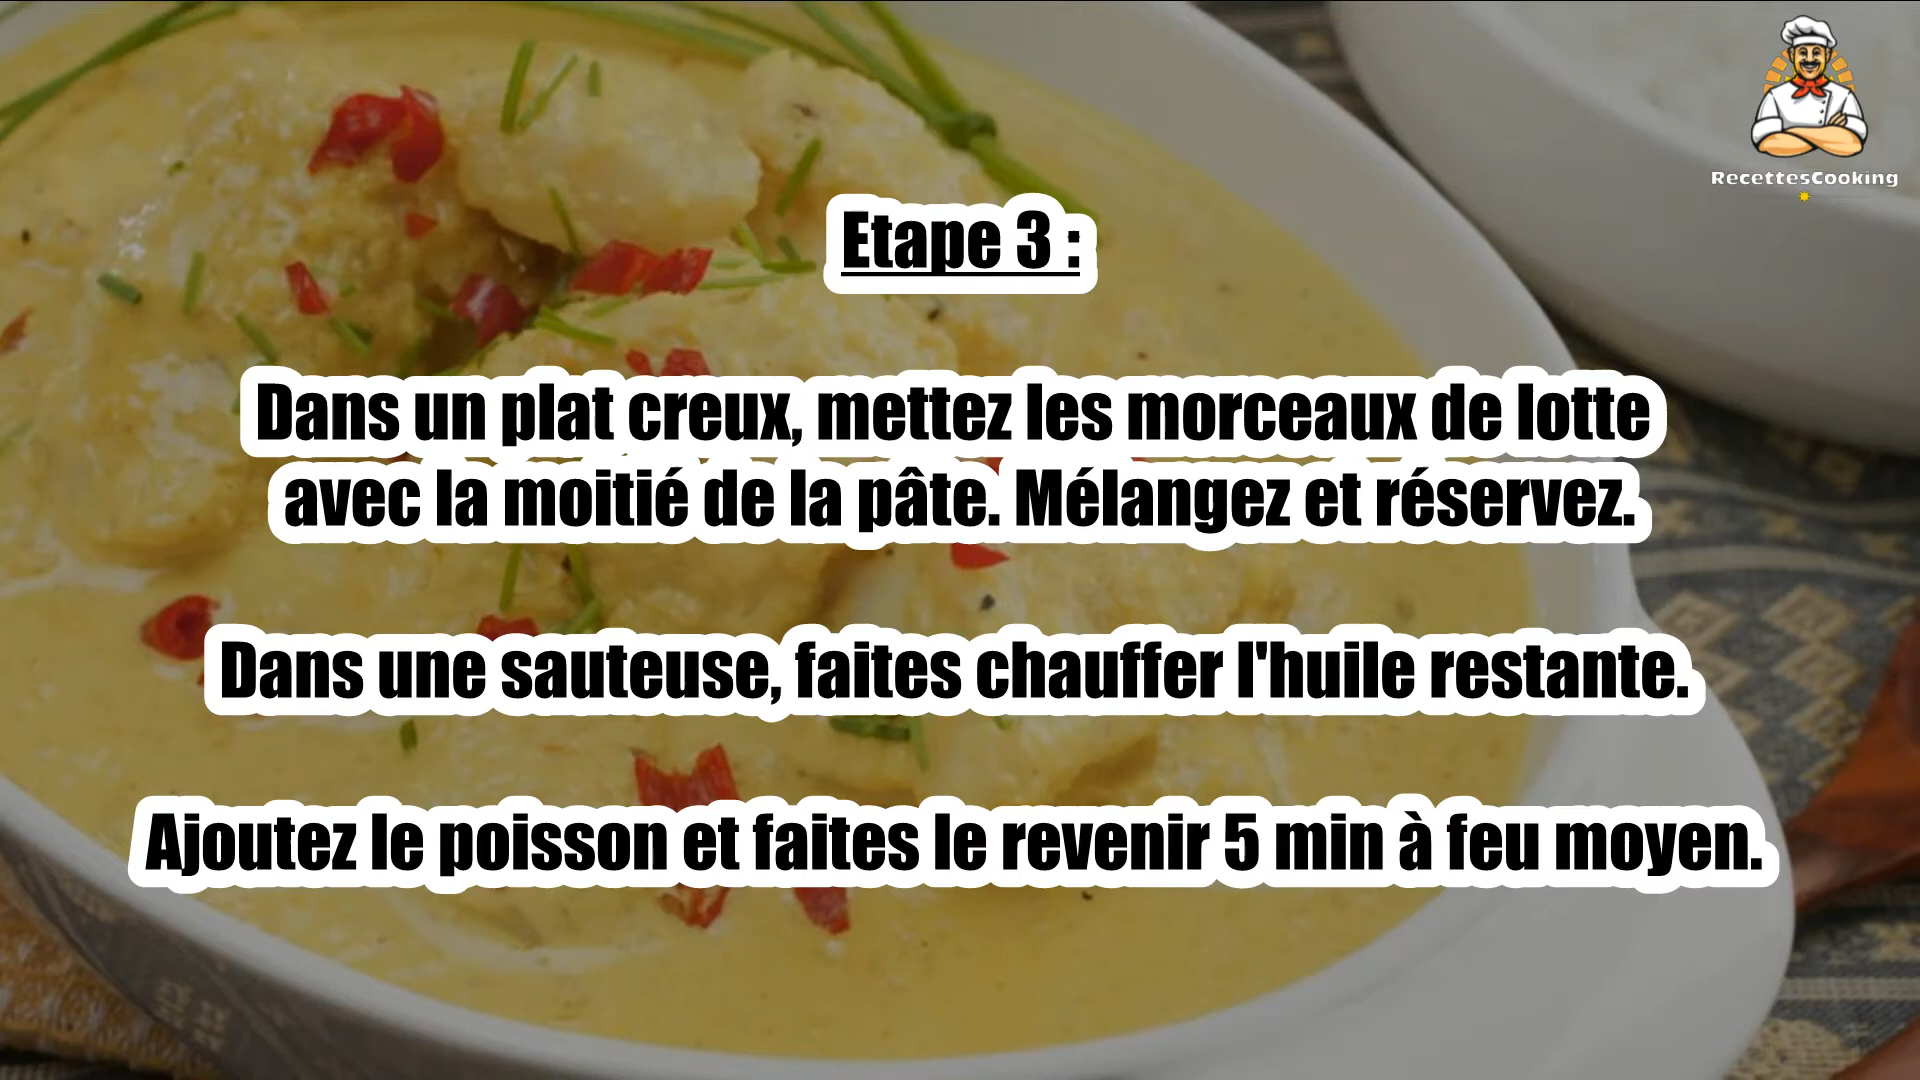 RecettesCooking
Etape 3 :
Dans un plat creux, mettez les morceaux de lotte
avec la moitié de la pâte. Mélangez et réservez.
Dans une sauteuse, faites chauffer l'huile restante.
Ajoutez le poisson et faites le revenir 5 min à feu moyen.